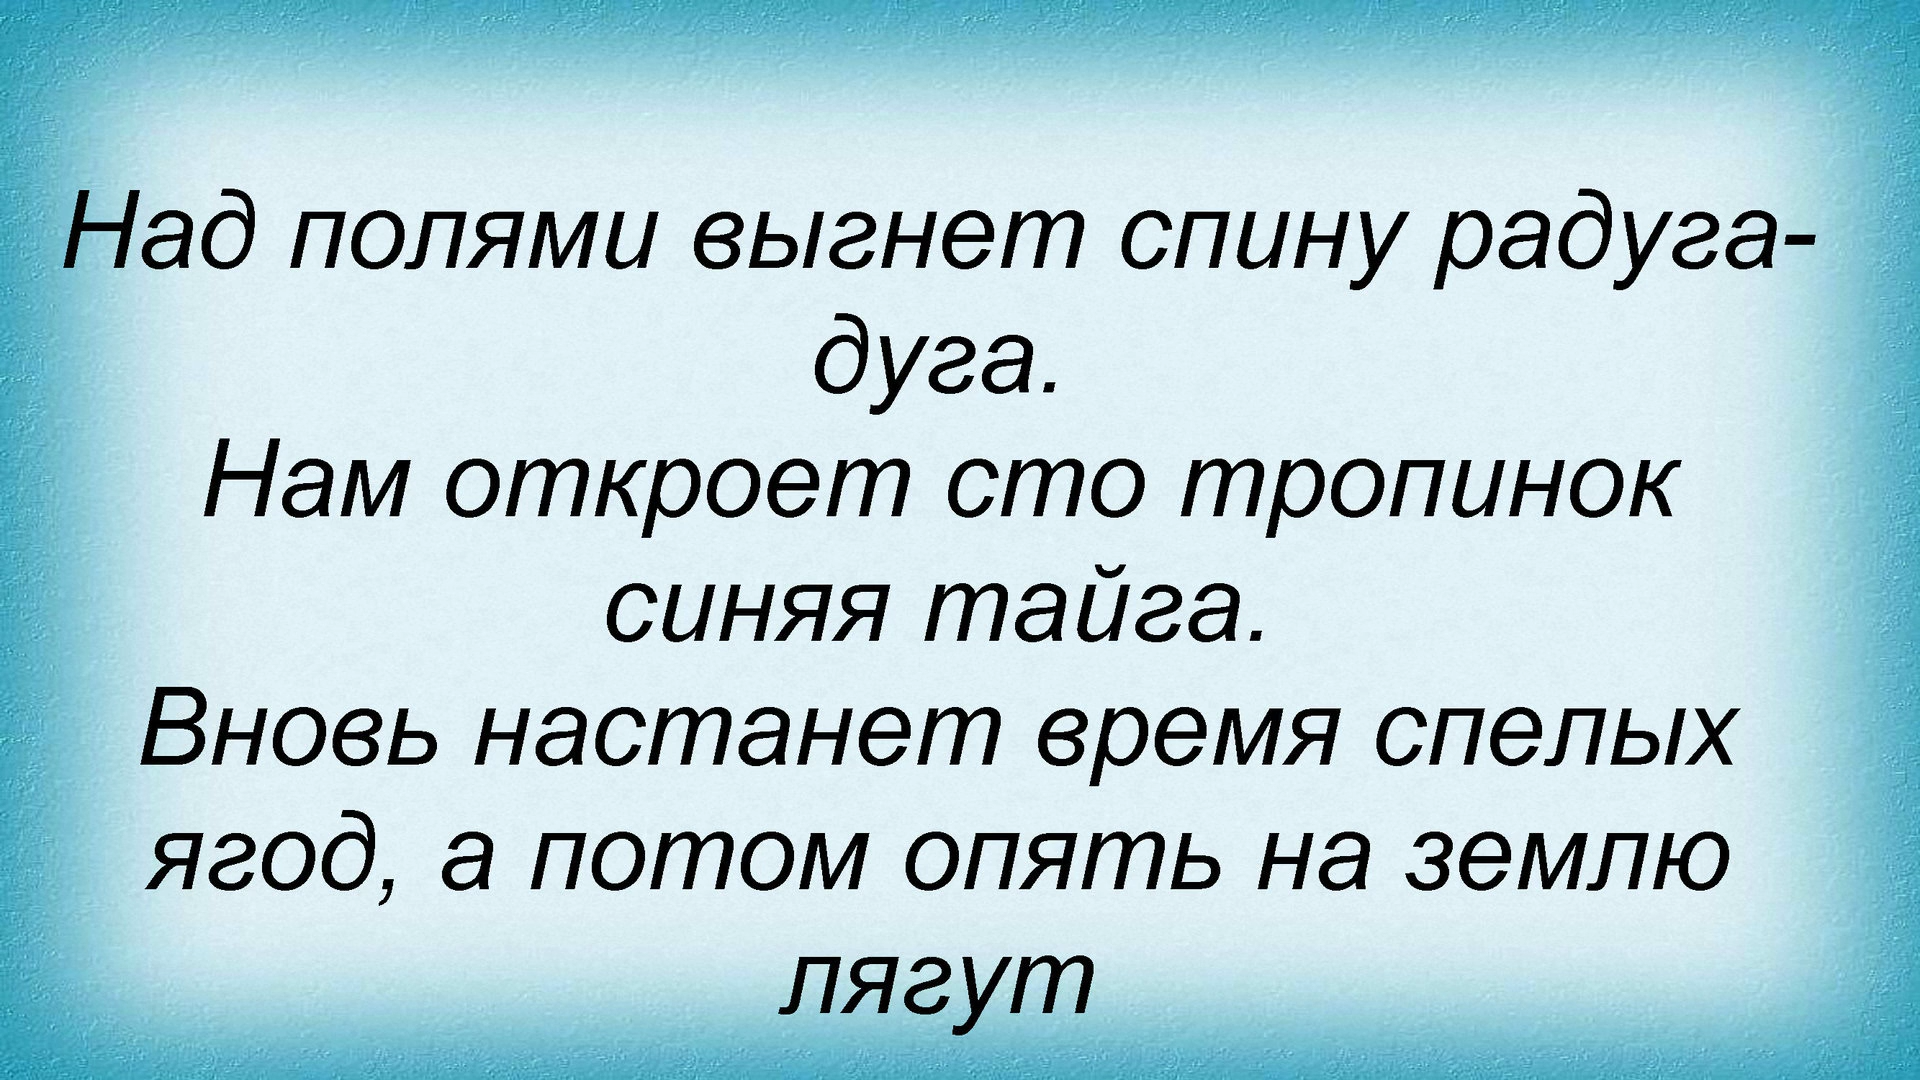 Над полями выгнет спину радуга-
дуга.
Нам откроет сто тропинок
синяя тайга.
Вновь настанет время спелых
ягод, а потом опять на землю
лягут